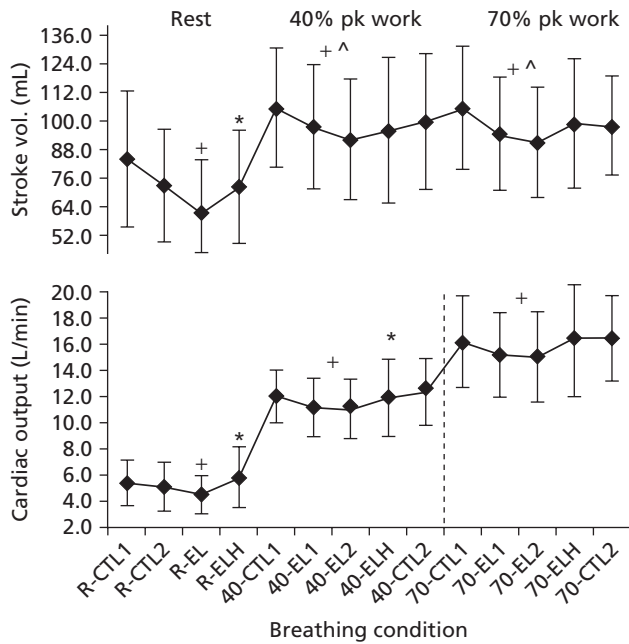 Rest 40% pk work 70% pk work
Stroke vol. (mL)
136.0
124.0
112.0
100.0
88.0
76.0
64.0
52.0
+ * + ^ + ^
Cardiac output (L/min)
20.0
18.0
16.0
14.0
12.0
10.0
8.0
6.0
4.0
2.0
+ * + * +
R-CTL1
R-CTL2
R-EL
R-ELH
40-CTL1
40-EL1
40-EL2
40-ELH
40-CTL2
70-CTL1
70-EL1
70-EL2
70-ELH
70-CTL2
Breathing condition